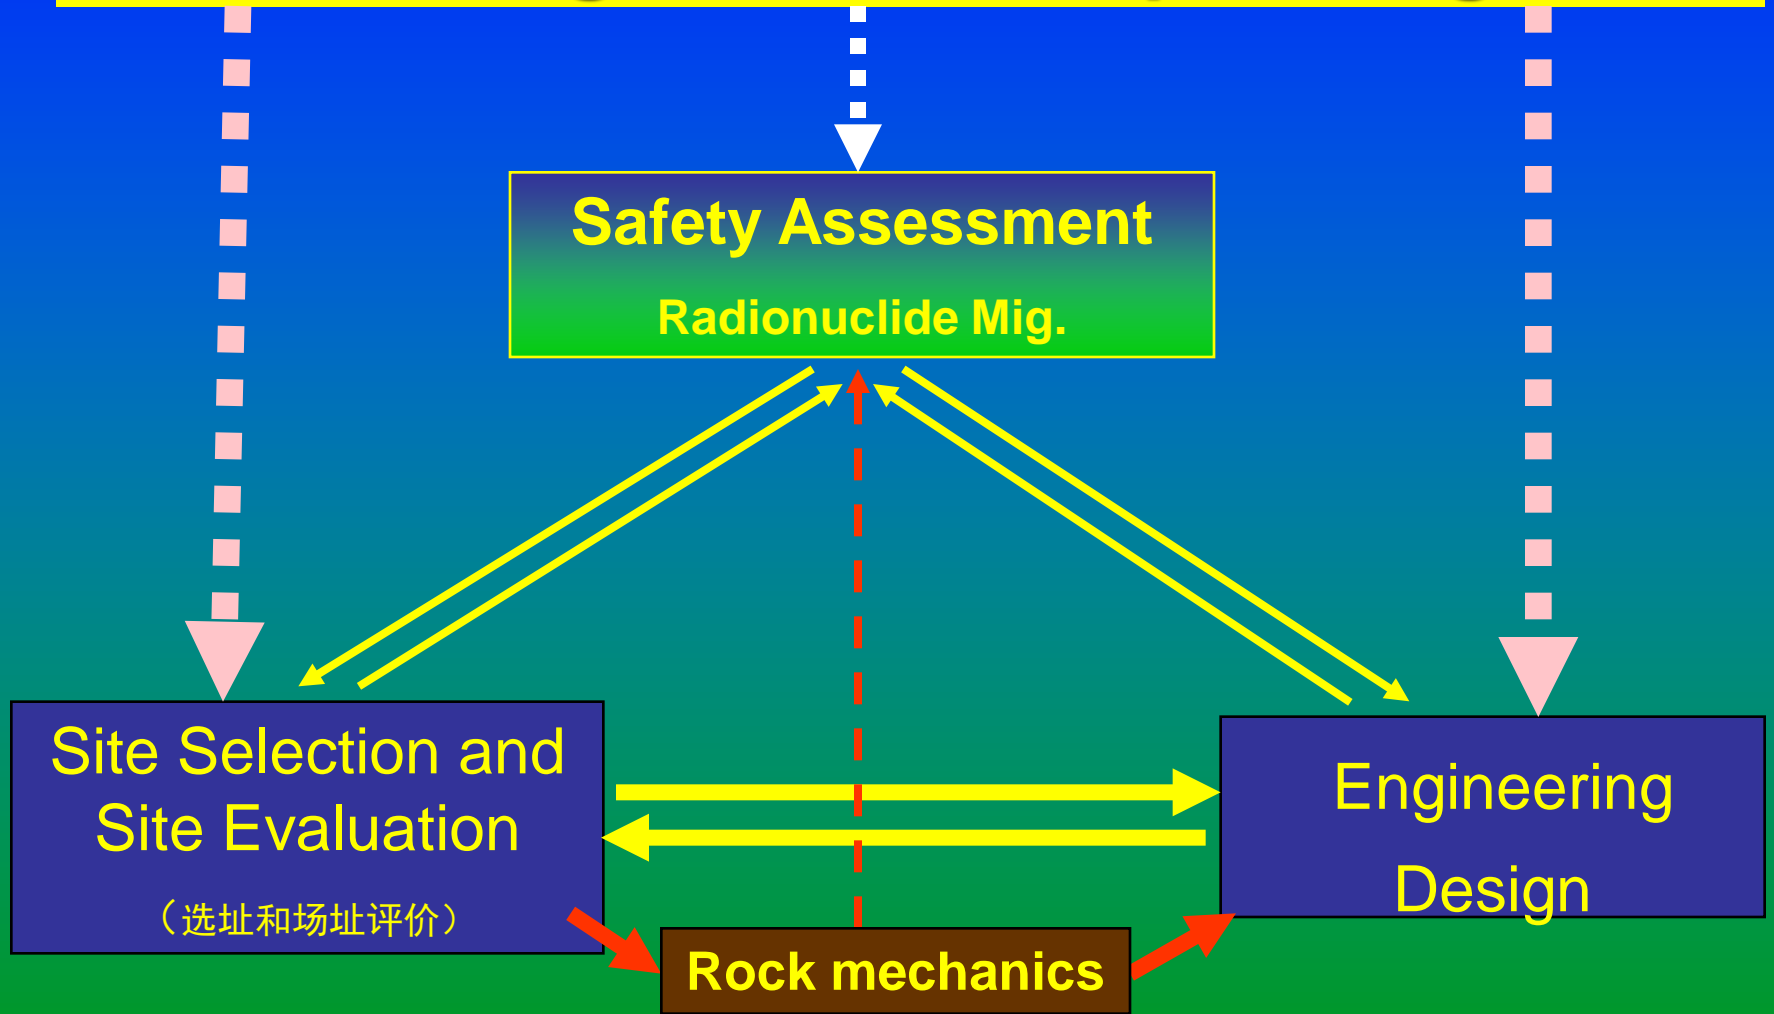 Safety Assessment
Radionuclide Mig.
Site Selection and
Site Evaluation
（选址和场址评价）
Engineering
Design
Rock mechanics